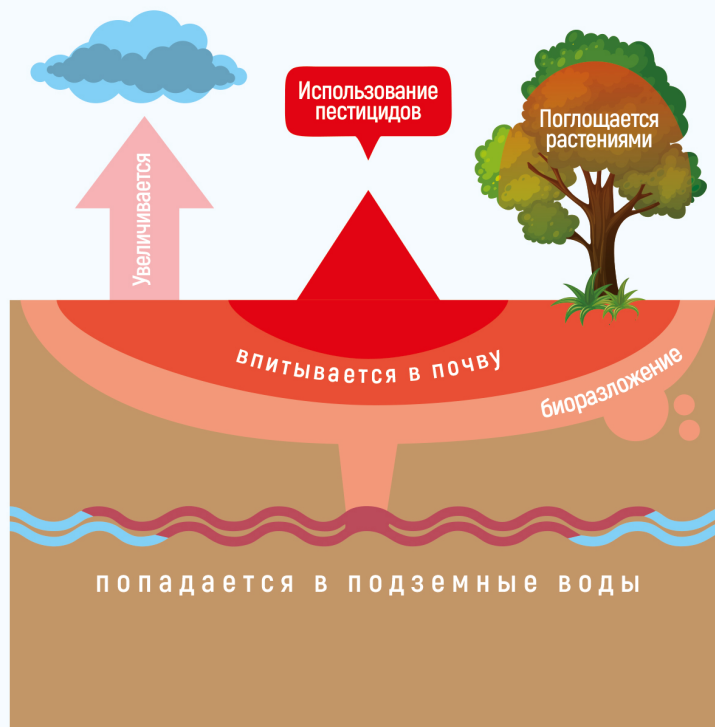 Использование
пестицидов
Поглощается
растениями
Увеличивается
впитывается в почву
биоразложение
попадается в подземные воды